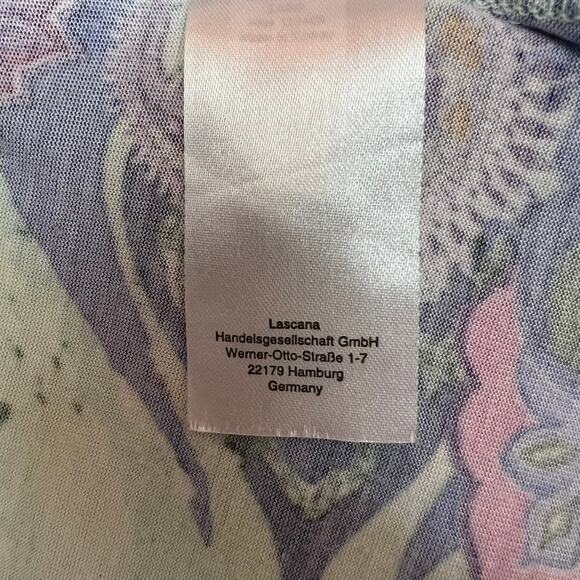 Lascana
Handelsgesellschaft GmbH
Werner-Otto-Straße 1-7
22179 Hamburg
Germany